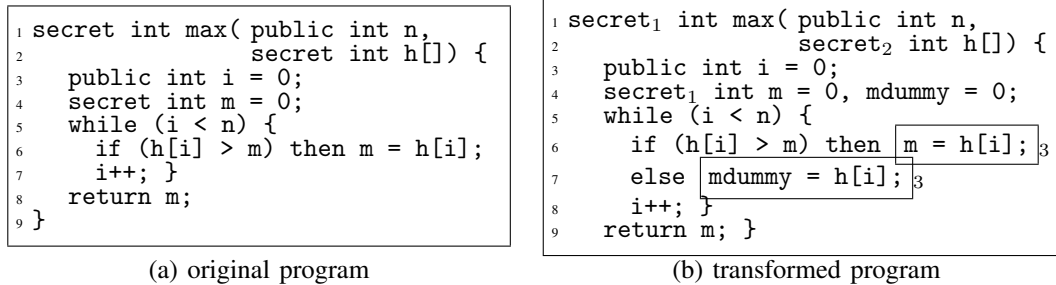 1 secret int max( public int n,
2 secret int h[]) {
3 public int i = 0;
4 secret int m = 0;
5 while (i < n) {
6 if (h[i] > m) then m = h[i];
7 i++; }
8 return m;
9 }
(a) original program
1 secret₁ int max( public int n,
2 secret₂ int h[]) {
3 public int i = 0;
4 secret₁ int m = 0, mdummy = 0;
5 while (i < n) {
6 if (h[i] > m) then m = h[i]; ₃
7 else mdummy = h[i]; ₃
8 i++; }
9 return m; }
(b) transformed program